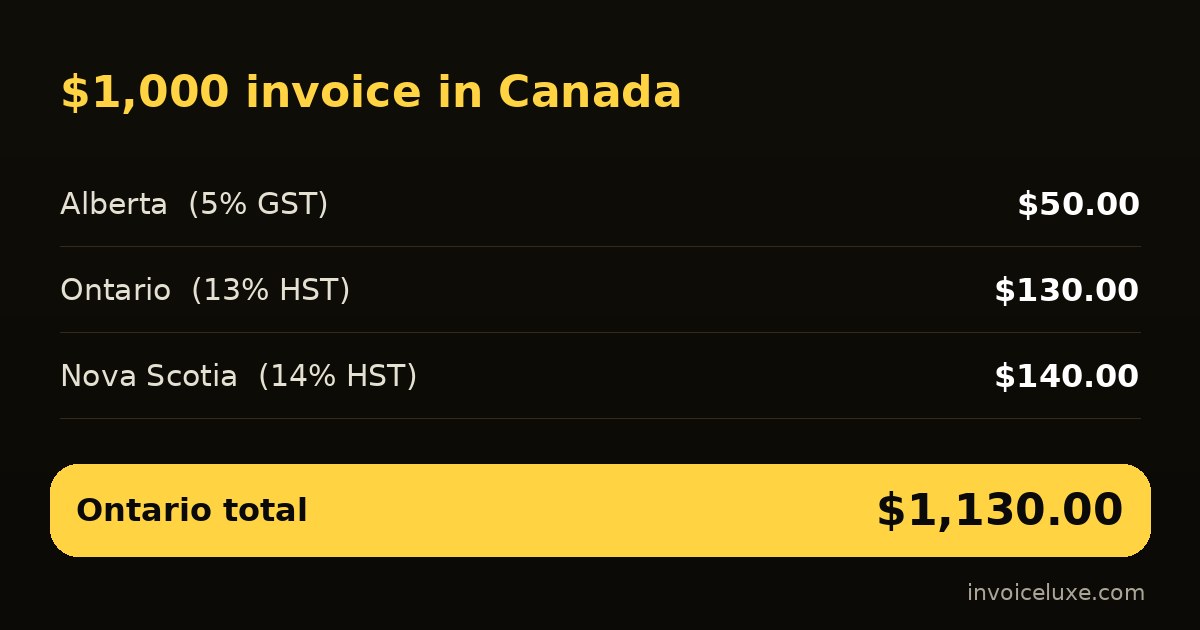 $1,000 invoice in Canada
Alberta (5% GST) $50.00
Ontario (13% HST) $130.00
Nova Scotia (14% HST) $140.00
Ontario total $1,130.00
invoiceluxe.com